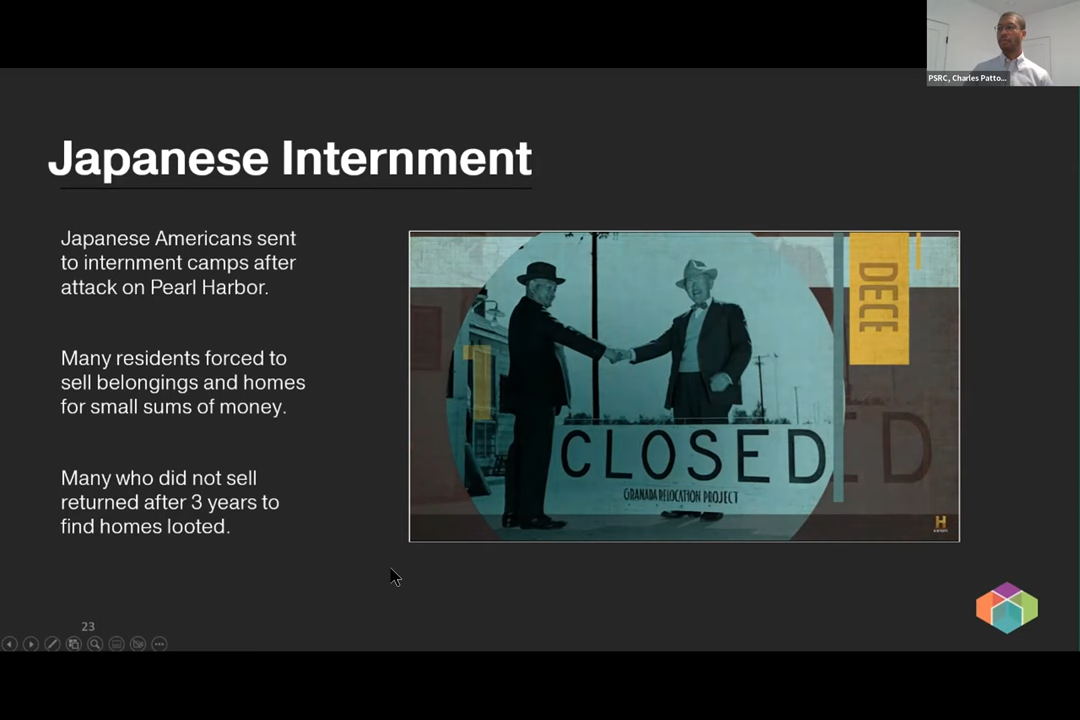 PSRC, Charles Patto...
Japanese Internment
Japanese Americans sent
to internment camps after
attack on Pearl Harbor.
Many residents forced to
sell belongings and homes
for small sums of money.
Many who did not sell
returned after 3 years to
find homes looted.
1
DECE
CLOSED
ED
GRANADA RELOCATION PROJECT
H
HISTORY
23